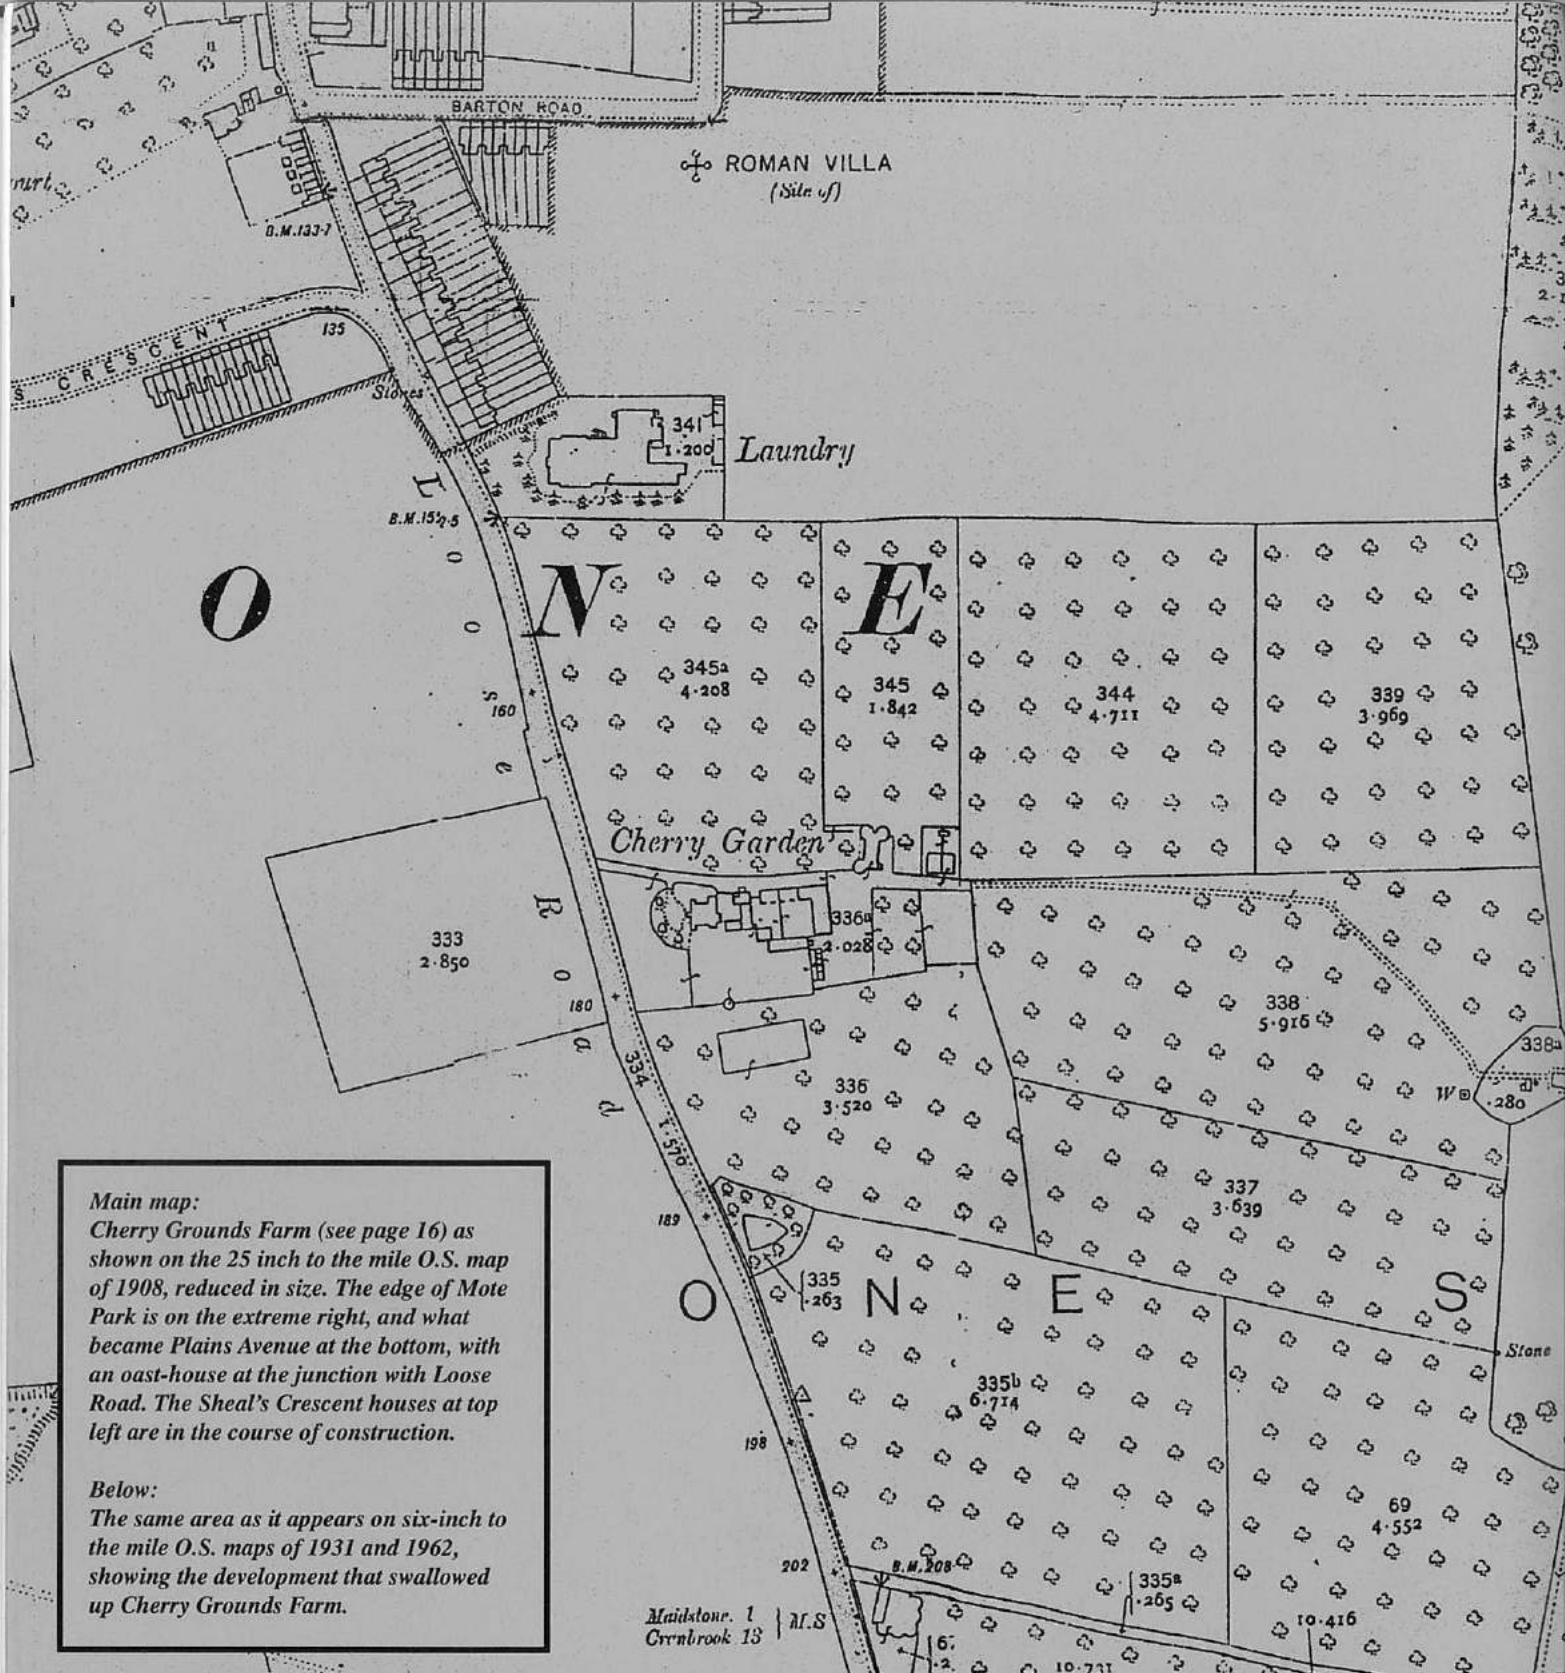 BARTON ROAD
ROMAN VILLA
(Site of)
B.M.133·7
S CRESCENT
135
Stones
341
1·200
Laundry
L o o s e R o a d
B.M.152·5
O N E
345a
4·208
345
1·842
344
4·711
339
3·969
160
Cherry Garden
333
2·850
336a
2·028
180
338
5·916
338a
·280
W
334
1·570
336
3·520
337
3·639
189
335
·263
O N E S
Stone
335b
6·714
198
69
4·552
202
B.M.208
335a
·265
10·416
Maidstone 1
Cranbrook 13
M.S
10·731
Main map:
Cherry Grounds Farm (see page 16) as
shown on the 25 inch to the mile O.S. map
of 1908, reduced in size. The edge of Mote
Park is on the extreme right, and what
became Plains Avenue at the bottom, with
an oast-house at the junction with Loose
Road. The Sheal's Crescent houses at top
left are in the course of construction.
Below:
The same area as it appears on six-inch to
the mile O.S. maps of 1931 and 1962,
showing the development that swallowed
up Cherry Grounds Farm.